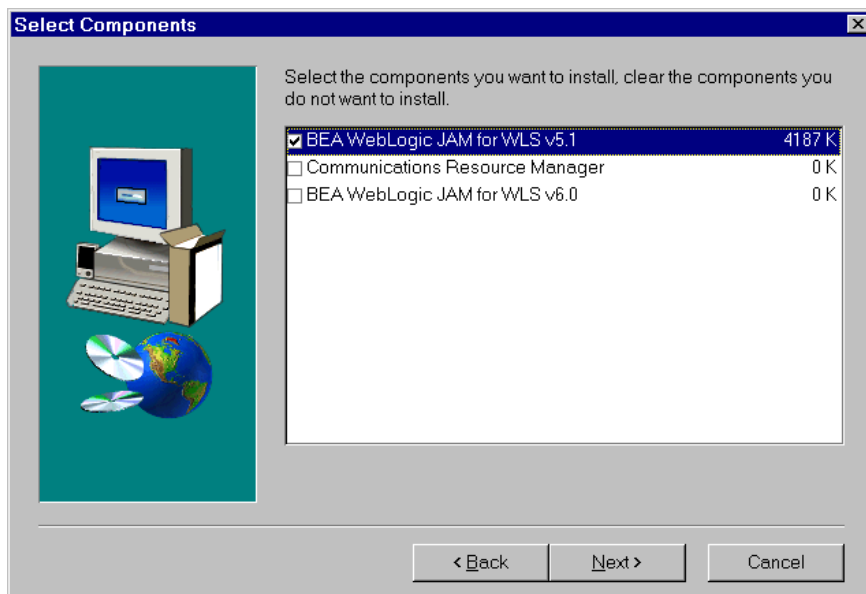 Select Components
Select the components you want to install, clear the components you
do not want to install.
BEA WebLogic JAM for WLS v5.1 4187 K
Communications Resource Manager 0 K
BEA WebLogic JAM for WLS v6.0 0 K
< Back Next > Cancel